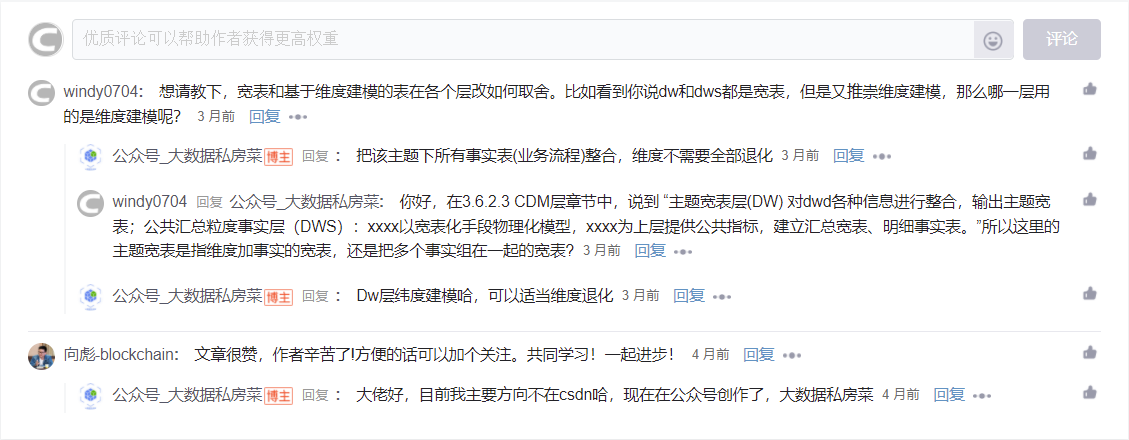 优质评论可以帮助作者获得更高权重
评论
windy0704： 想请教下，宽表和基于维度建模的表在各个层改如何取舍。比如看到你说dw和dws都是宽表，但是又推崇维度建模，那么哪一层用
的是维度建模呢？ 3 月前 回复 •••
公众号_大数据私房菜 博主 回复 ： 把该主题下所有事实表(业务流程)整合，维度不需要全部退化 3 月前 回复 •••
windy0704 回复 公众号_大数据私房菜： 你好，在3.6.2.3 CDM层章节中，说到 “主题宽表层(DW) 对dwd各种信息进行整合，输出主题宽
表；公共汇总粒度事实层（DWS）：xxxx以宽表化手段物理化模型，xxxx为上层提供公共指标，建立汇总宽表、明细事实表。”所以这里的
主题宽表是指维度加事实的宽表，还是把多个事实组在一起的宽表？ 3 月前 回复 •••
公众号_大数据私房菜 博主 回复 ： Dw层纬度建模哈，可以适当维度退化 3 月前 回复 •••
向彪-blockchain： 文章很赞，作者辛苦了!方便的话可以加个关注。共同学习！一起进步！ 4 月前 回复 •••
公众号_大数据私房菜 博主 回复 ： 大佬好，目前我主要方向不在csdn哈，现在在公众号创作了，大数据私房菜 4 月前 回复 •••